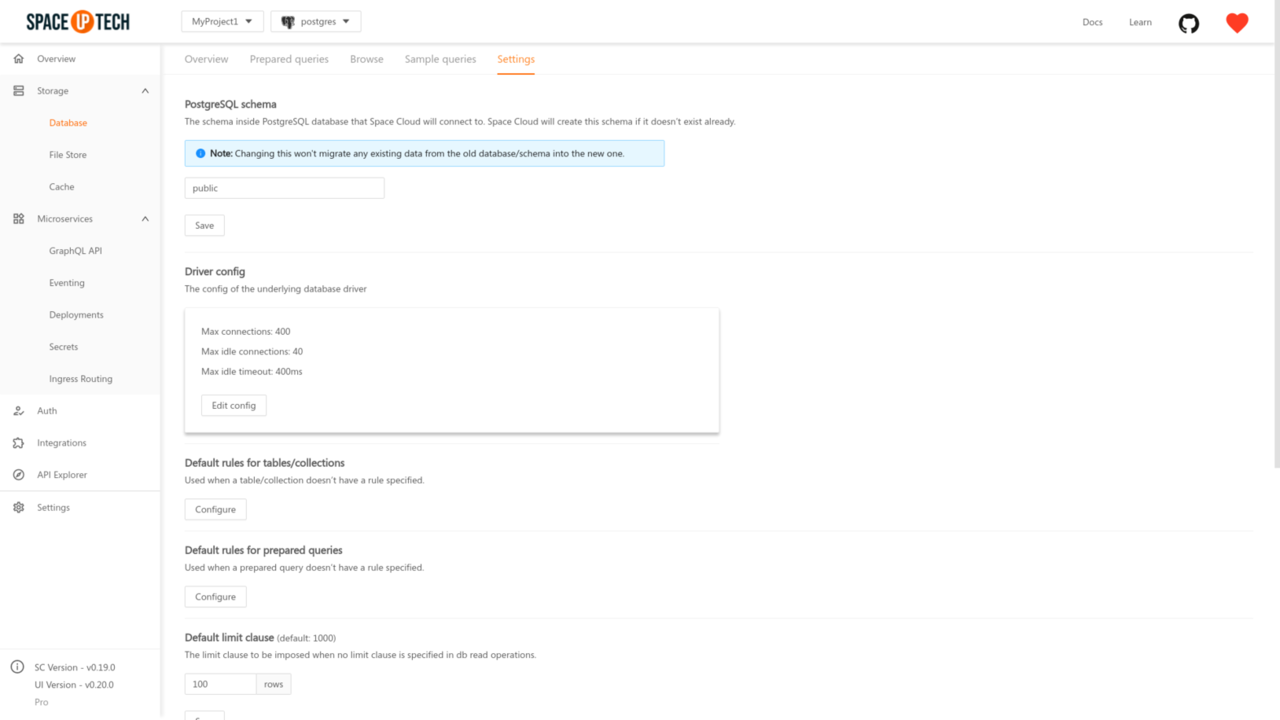 SPACE UP TECH
MyProject1
postgres
Docs
Learn
Overview
Storage
Database
File Store
Cache
Microservices
GraphQL API
Eventing
Deployments
Secrets
Ingress Routing
Auth
Integrations
API Explorer
Settings
SC Version - v0.19.0
UI Version - v0.20.0
Pro
Overview Prepared queries Browse Sample queries Settings
PostgreSQL schema
The schema inside PostgreSQL database that Space Cloud will connect to. Space Cloud will create this schema if it doesn't exist already.
Note: Changing this won't migrate any existing data from the old database/schema into the new one.
public
Save
Driver config
The config of the underlying database driver
Max connections: 400
Max idle connections: 40
Max idle timeout: 400ms
Edit config
Default rules for tables/collections
Used when a table/collection doesn't have a rule specified.
Configure
Default rules for prepared queries
Used when a prepared query doesn't have a rule specified.
Configure
Default limit clause (default: 1000)
The limit clause to be imposed when no limit clause is specified in db read operations.
100 rows